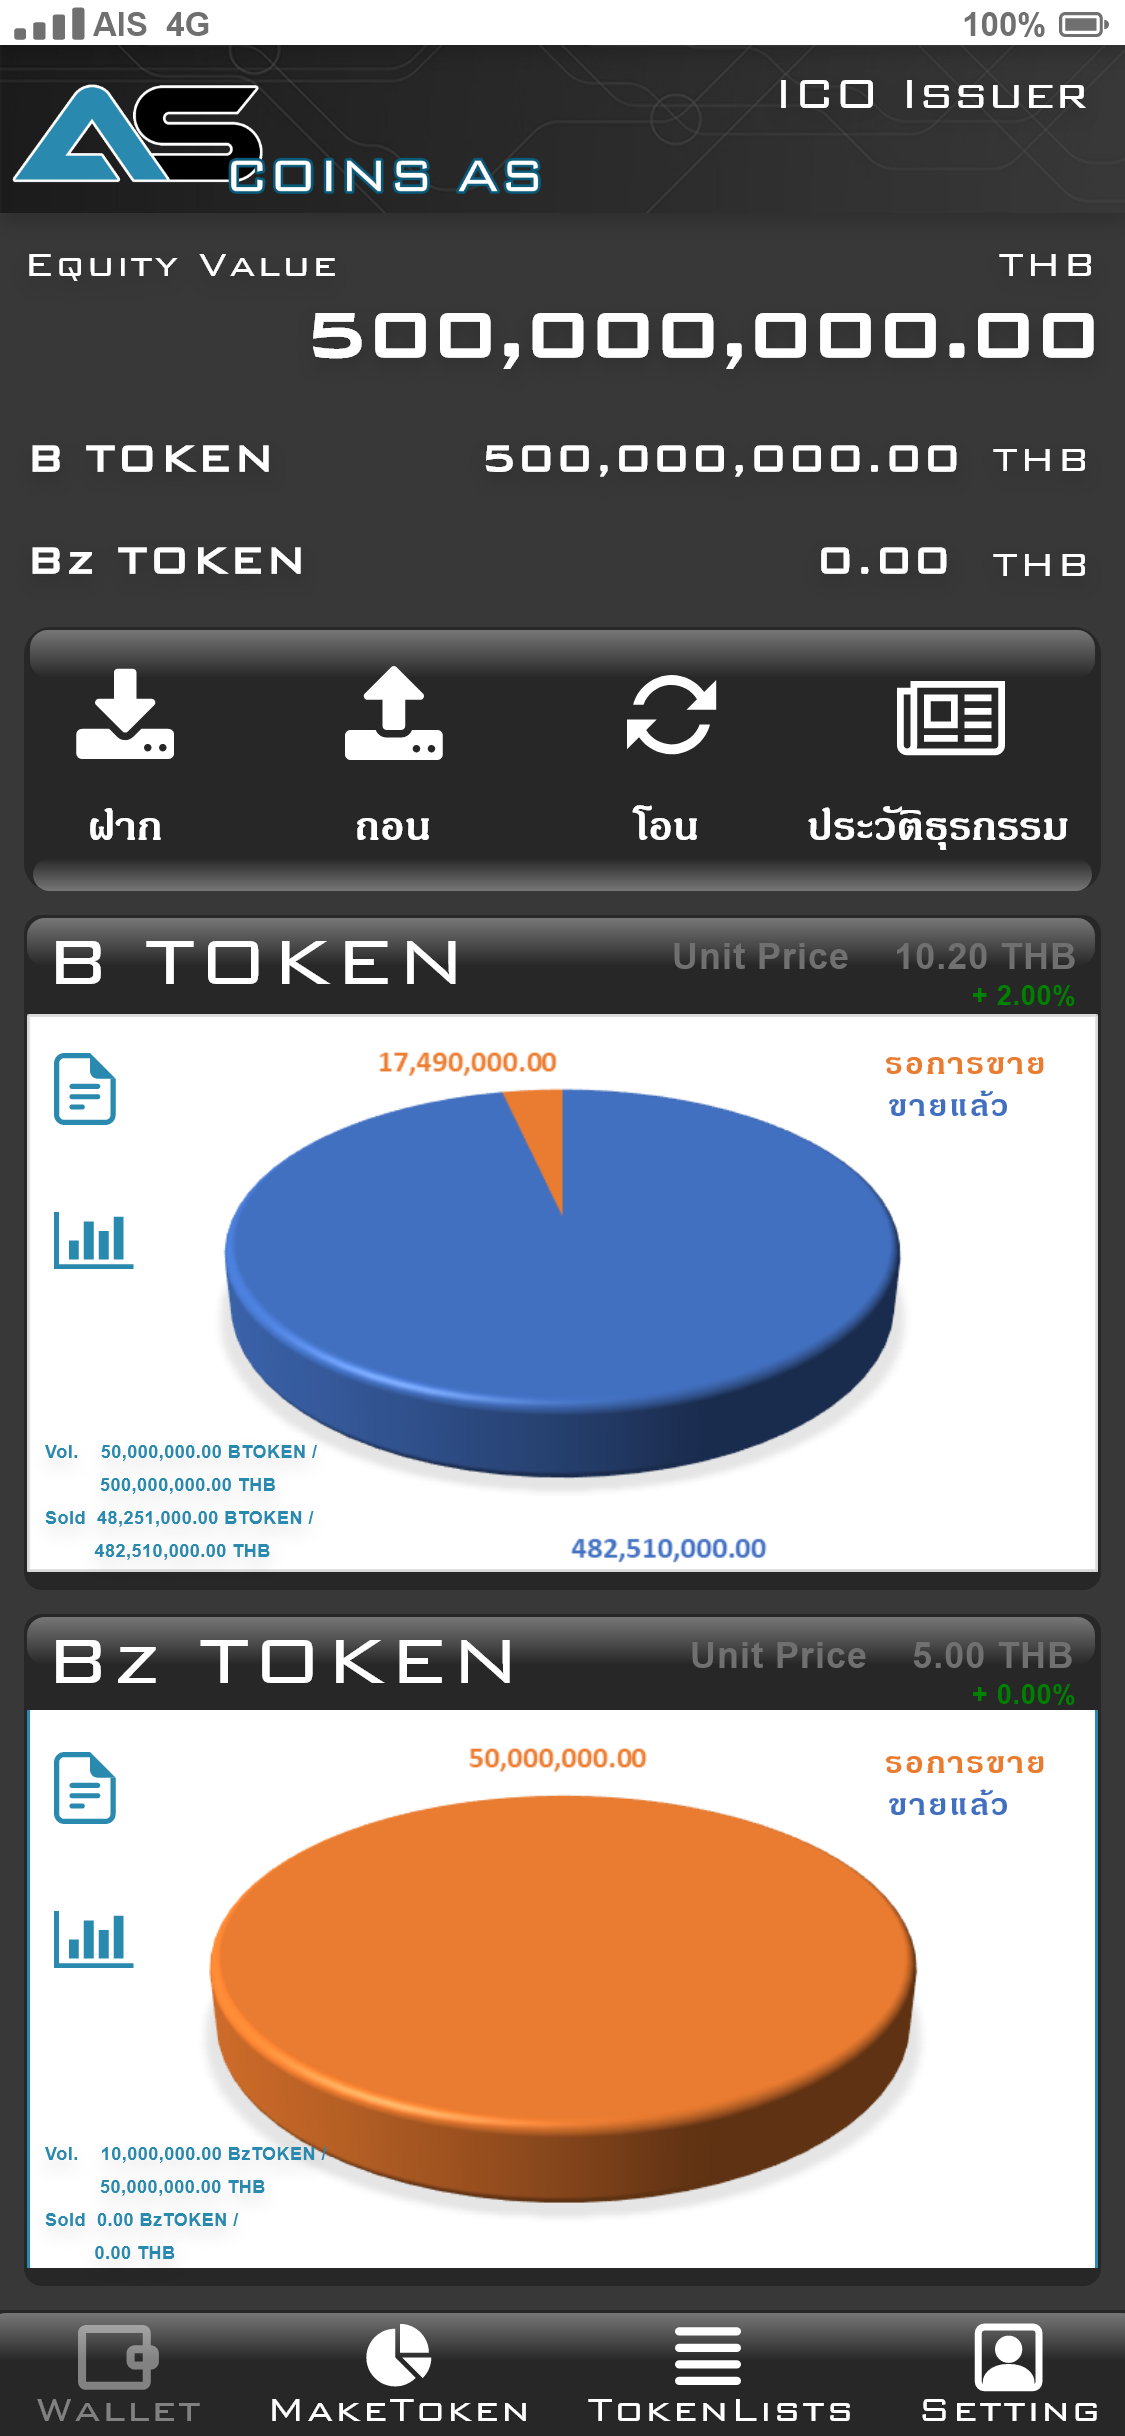 AIS 4G 100%
ICO Issuer
AS
COINS AS
Equity Value THB
500,000,000.00
B TOKEN 500,000,000.00 THB
Bz TOKEN 0.00 THB
ฝาก ถอน โอน ประวัติธุรกรรม
B TOKEN Unit Price 10.20 THB
+ 2.00%
17,490,000.00 รอการขาย
ขายแล้ว
Vol. 50,000,000.00 BTOKEN /
500,000,000.00 THB
Sold 48,251,000.00 BTOKEN /
482,510,000.00 THB
482,510,000.00
Bz TOKEN Unit Price 5.00 THB
+ 0.00%
50,000,000.00 รอการขาย
ขายแล้ว
Vol. 10,000,000.00 BzTOKEN /
50,000,000.00 THB
Sold 0.00 BzTOKEN /
0.00 THB
Wallet MakeToken TokenLists Setting